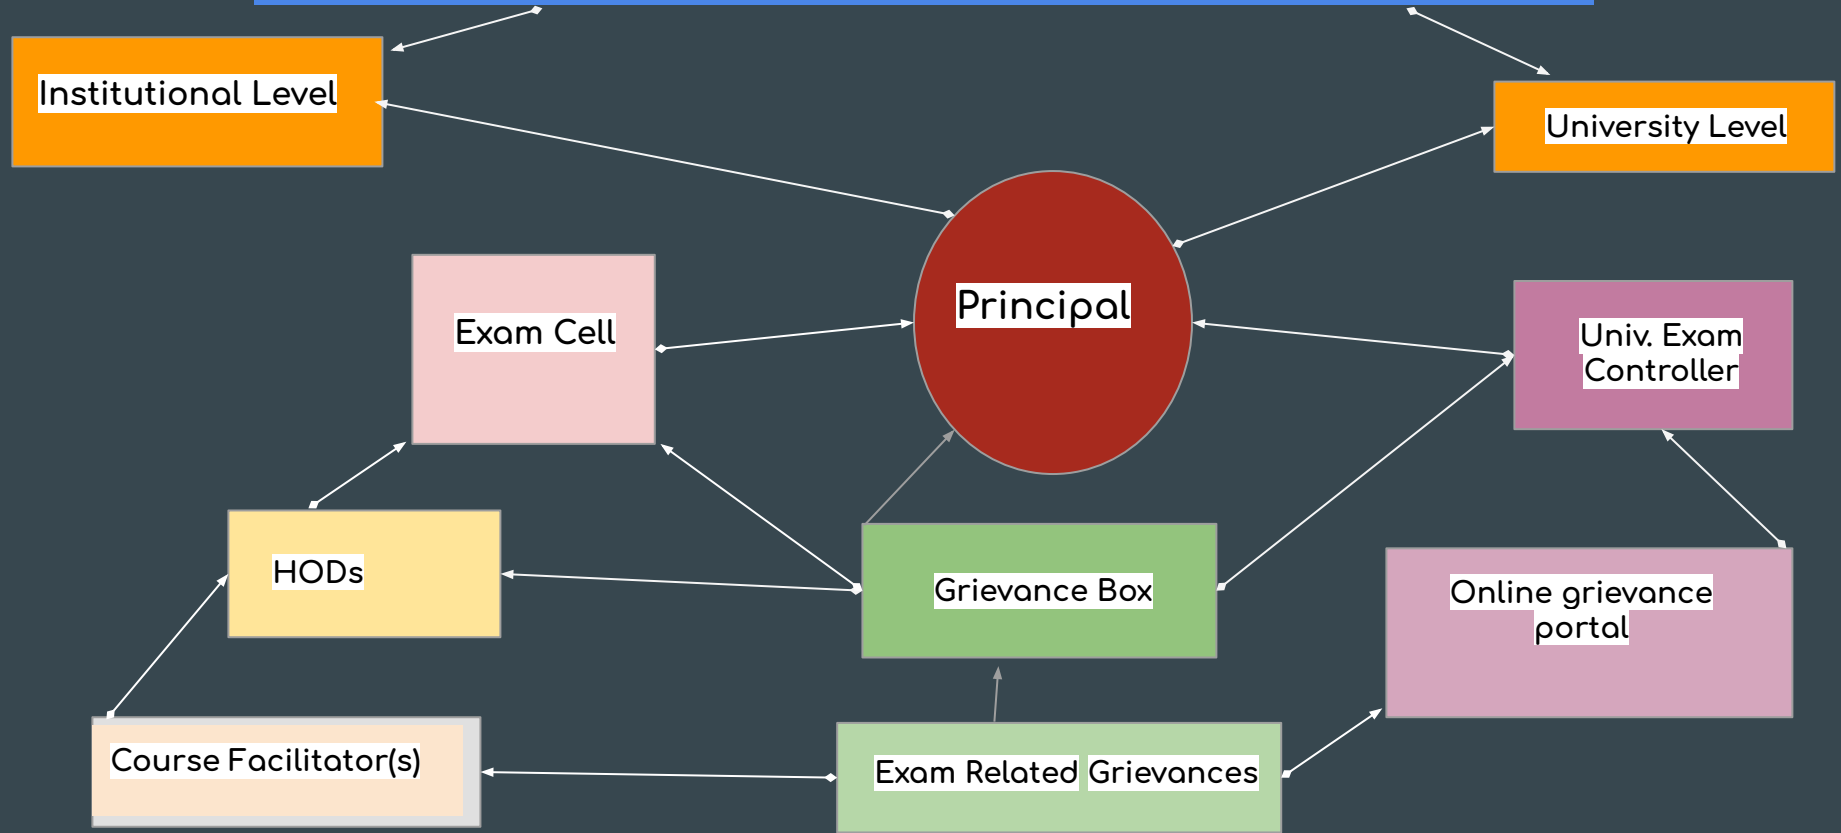 Institutional Level
University Level
Principal
Exam Cell
Univ. Exam
Controller
HODs
Grievance Box
Online grievance
portal
Course Facilitator(s)
Exam Related Grievances